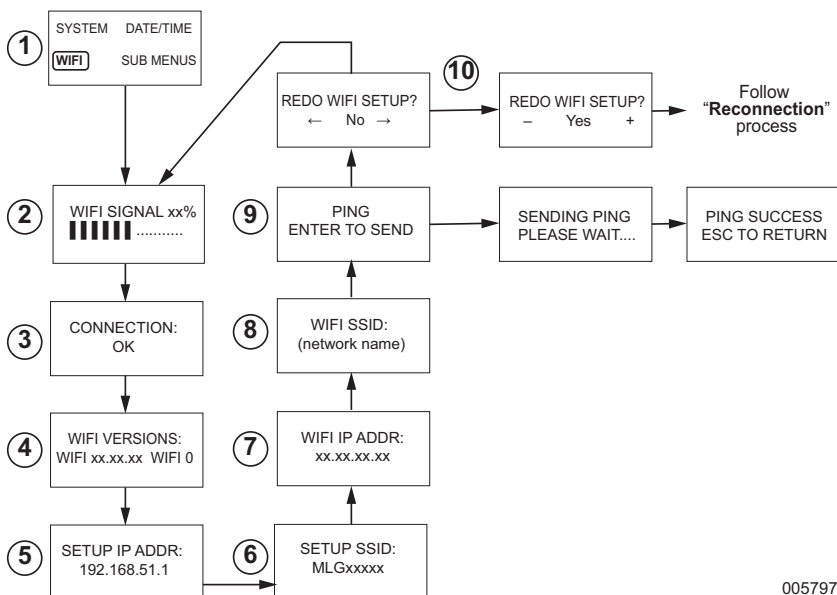 1
SYSTEM DATE/TIME
WIFI SUB MENUS
2
WIFI SIGNAL xx%
...........
3
CONNECTION:
OK
4
WIFI VERSIONS:
WIFI xx.xx.xx WIFI 0
5
SETUP IP ADDR:
192.168.51.1
6
SETUP SSID:
MLGxxxxx
7
WIFI IP ADDR:
xx.xx.xx.xx
8
WIFI SSID:
(network name)
9
PING
ENTER TO SEND
SENDING PING
PLEASE WAIT....
PING SUCCESS
ESC TO RETURN
REDO WIFI SETUP?
← No →
10
REDO WIFI SETUP?
– Yes +
Follow
“Reconnection”
process
005797